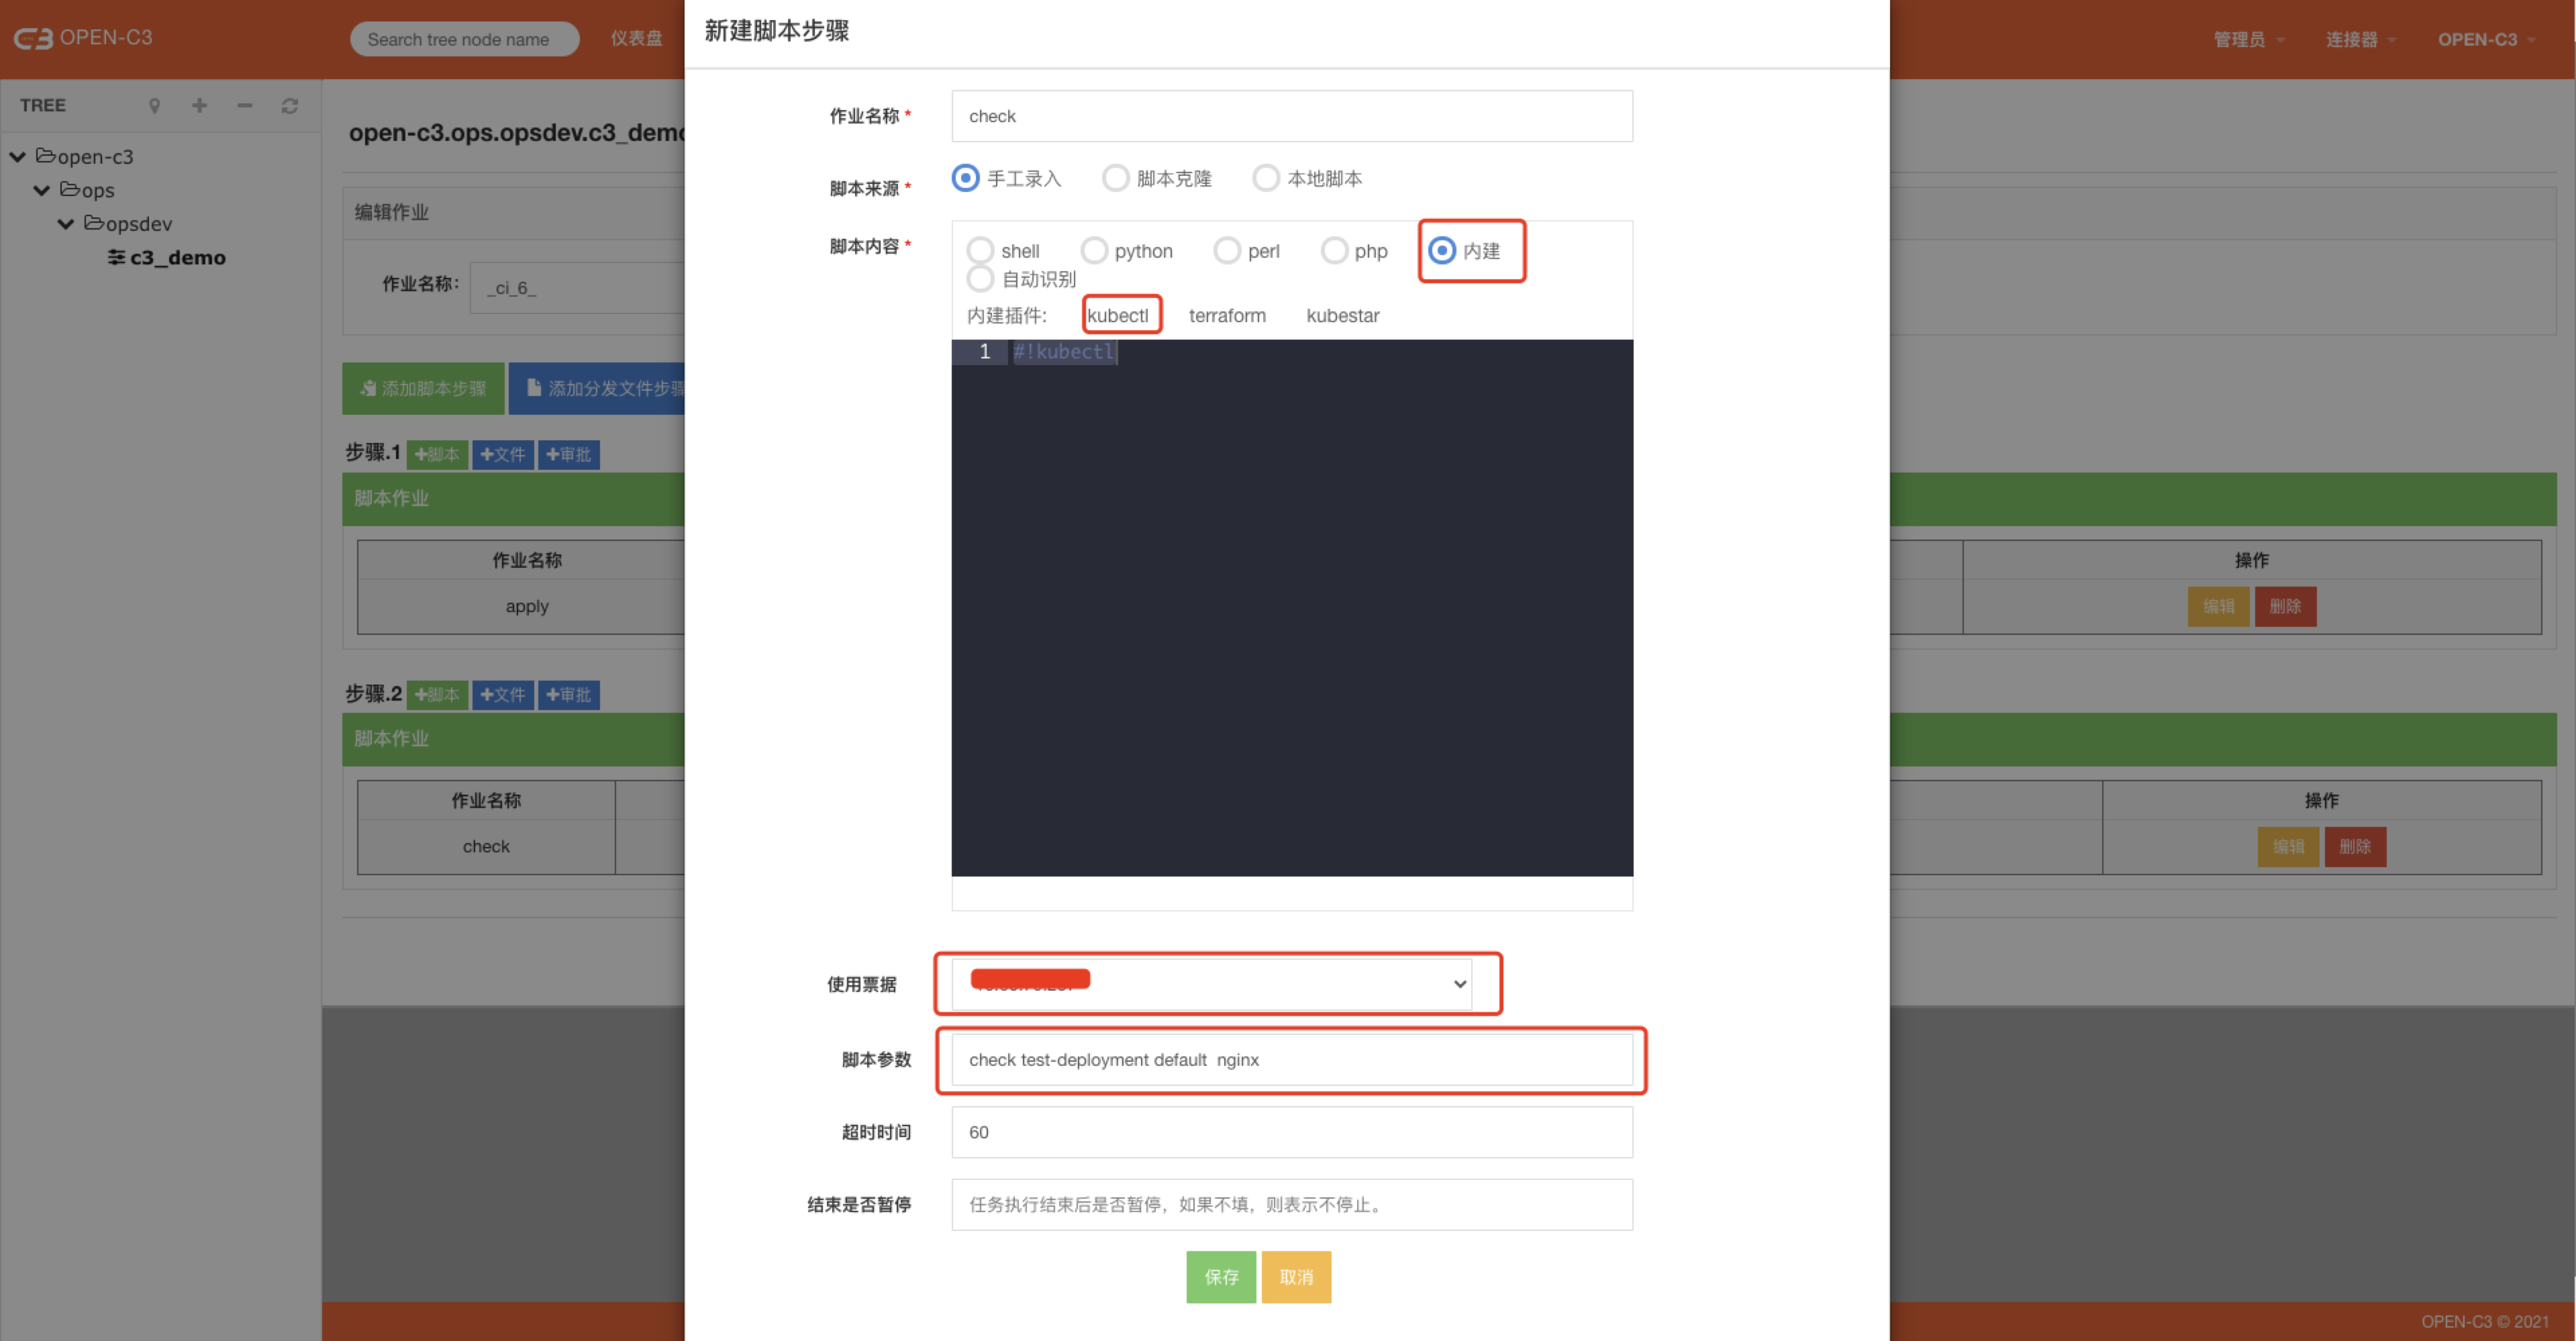 OPEN-C3
Search tree node name
仪表盘
管理员
连接器
OPEN-C3
TREE
open-c3
ops
opsdev
c3_demo
open-c3.ops.opsdev.c3_demo
编辑作业
作业名称:
_ci_6_
添加脚本步骤
添加分发文件步骤
步骤.1
脚本
文件
审批
脚本作业
作业名称
操作
apply
编辑
删除
步骤.2
脚本
文件
审批
脚本作业
作业名称
操作
check
编辑
删除
新建脚本步骤
作业名称*
check
脚本来源*
手工录入
脚本克隆
本地脚本
脚本内容*
shell
python
perl
php
内建
自动识别
内建插件:
kubectl
terraform
kubestar
1 #!kubectl
使用票据
脚本参数
check test-deployment default nginx
超时时间
60
结束是否暂停
任务执行结束后是否暂停，如果不填，则表示不停止。
保存
取消
OPEN-C3 © 2021